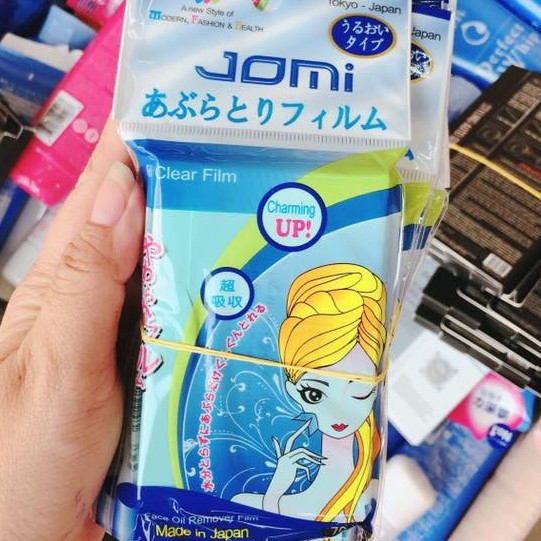 A new Style of
MODERN, FASHION & HEALTH
Tokyo - Japan
うるおい
タイプ
JOMi
あぶらとりフィルム
Clear Film
Charming
UP!
超
吸収
Face Oil Remover Film
Made in Japan